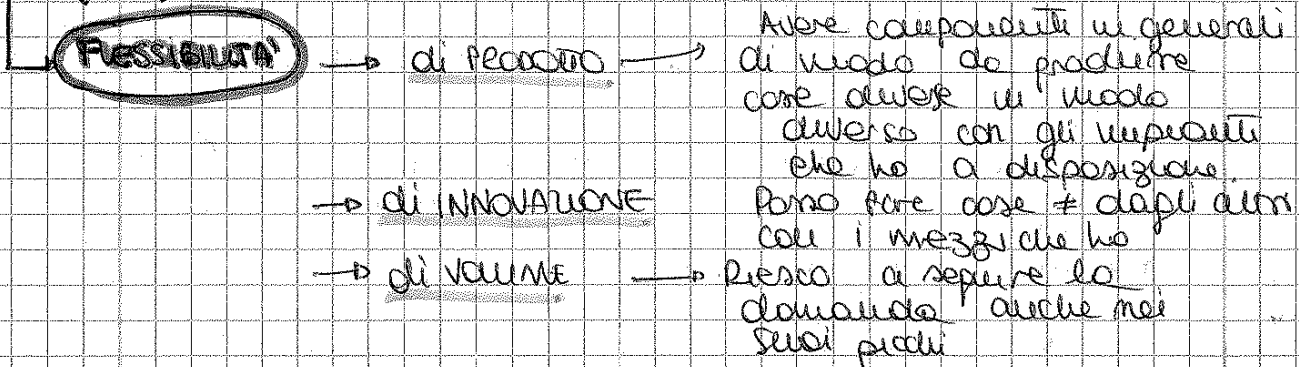 FLESSIBILITÀ → di PRODOTTO → Avere componenti in generali
di modo da produrre
cose diverse in modo
diverso con gli impianti
che ho a disposizione.
→ di INNOVAZIONE Posso fare cose ≠ dagli altri
con i mezzi che ho
→ di VOLUME → Riesco a seguire la
domanda anche nei
suoi picchi